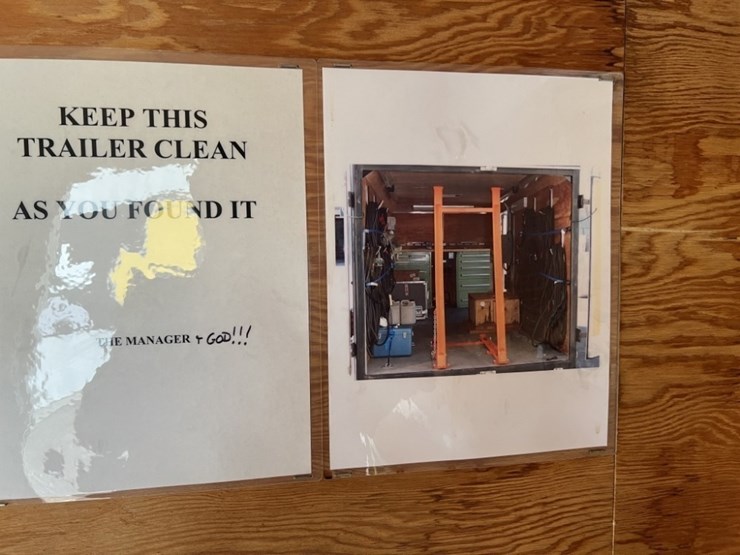 KEEP THIS
TRAILER CLEAN
AS YOU FOUND IT
THE MANAGER + GOD!!!